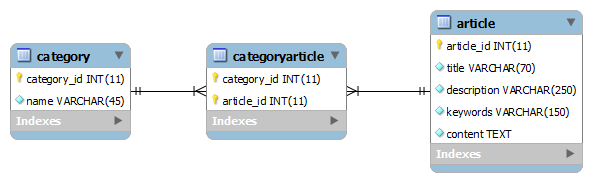 category
category_id INT(11)
name VARCHAR(45)
Indexes
categoryarticle
category_id INT(11)
article_id INT(11)
Indexes
article
article_id INT(11)
title VARCHAR(70)
description VARCHAR(250)
keywords VARCHAR(150)
content TEXT
Indexes